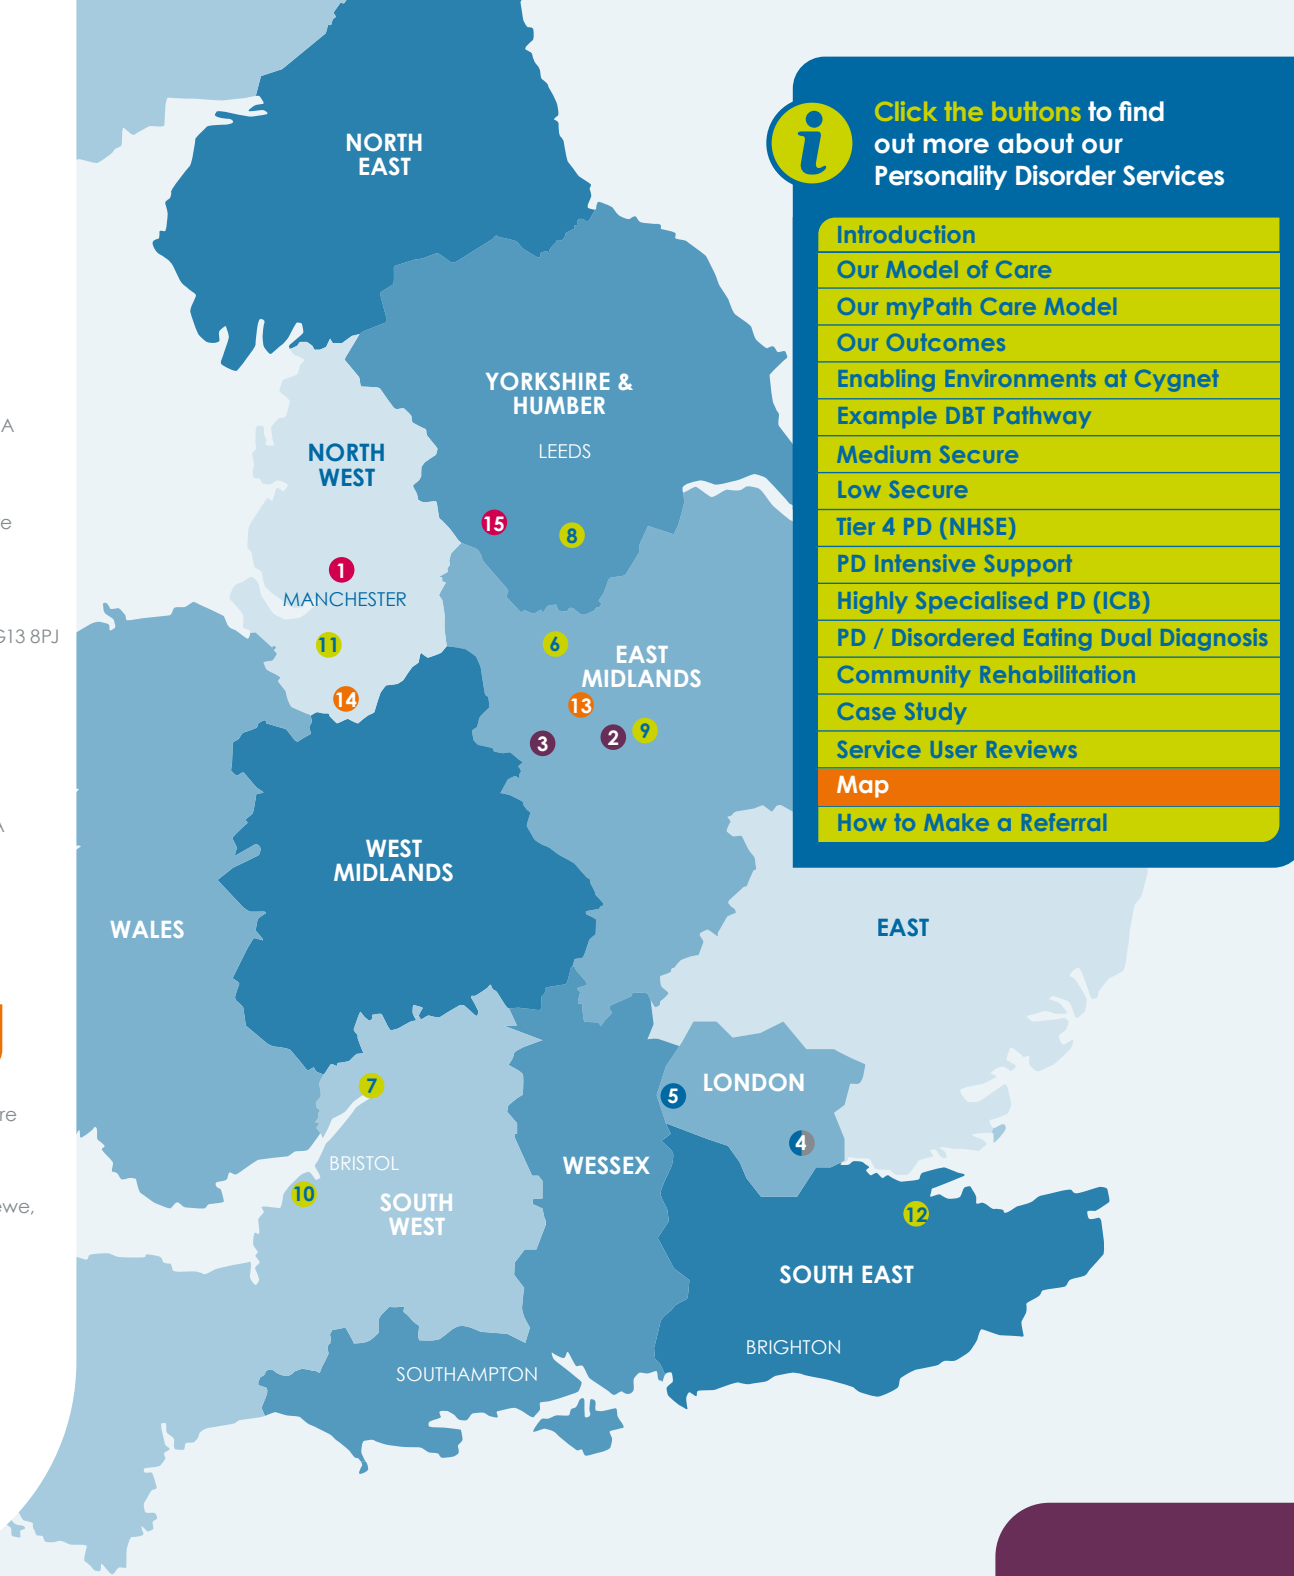 A
e
G13 8PJ
A
re
ewe,
NORTH
EAST
YORKSHIRE &
HUMBER
LEEDS
NORTH
WEST
15
8
1
MANCHESTER
11
6
EAST
MIDLANDS
14
13
3
2
9
WEST
MIDLANDS
WALES
EAST
7
5
LONDON
4
BRISTOL
WESSEX
10
SOUTH
WEST
12
SOUTH EAST
BRIGHTON
SOUTHAMPTON
i
Click the buttons to find
out more about our
Personality Disorder Services
Introduction
Our Model of Care
Our myPath Care Model
Our Outcomes
Enabling Environments at Cygnet
Example DBT Pathway
Medium Secure
Low Secure
Tier 4 PD (NHSE)
PD Intensive Support
Highly Specialised PD (ICB)
PD / Disordered Eating Dual Diagnosis
Community Rehabilitation
Case Study
Service User Reviews
Map
How to Make a Referral